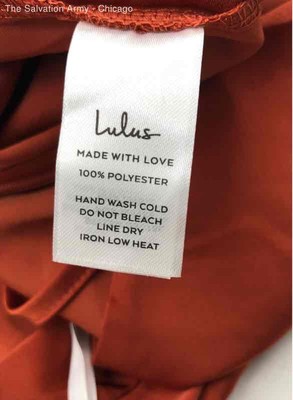 The Salvation Army - Chicago
Lulus
MADE WITH LOVE
100% POLYESTER
HAND WASH COLD
DO NOT BLEACH
LINE DRY
IRON LOW HEAT